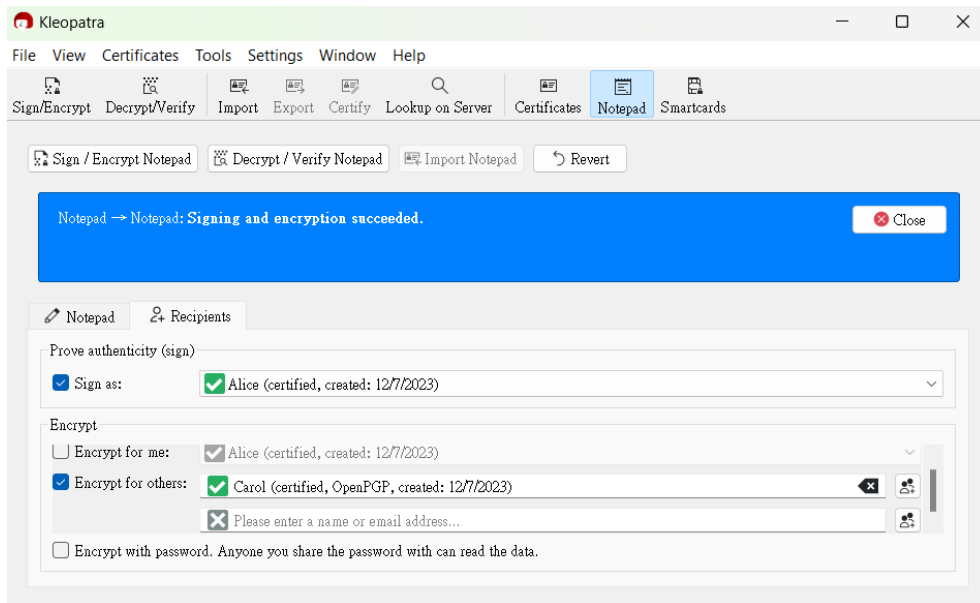 Kleopatra
File View Certificates Tools Settings Window Help
Sign/Encrypt Decrypt/Verify Import Export Certify Lookup on Server Certificates Notepad Smartcards
Sign / Encrypt Notepad Decrypt / Verify Notepad Import Notepad Revert
Notepad → Notepad: Signing and encryption succeeded. Close
Notepad Recipients
Prove authenticity (sign)
Sign as: Alice (certified, created: 12/7/2023)
Encrypt
Encrypt for me: Alice (certified, created: 12/7/2023)
Encrypt for others: Carol (certified, OpenPGP, created: 12/7/2023)
Please enter a name or email address...
Encrypt with password. Anyone you share the password with can read the data.